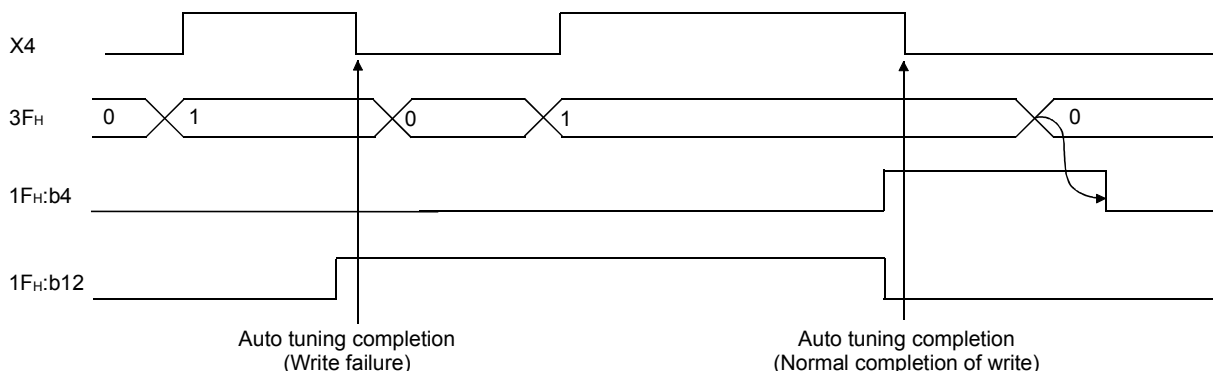 X4
3FH
0 1 0 1 0
1FH:b4
1FH:b12
Auto tuning completion
(Write failure)
Auto tuning completion
(Normal completion of write)